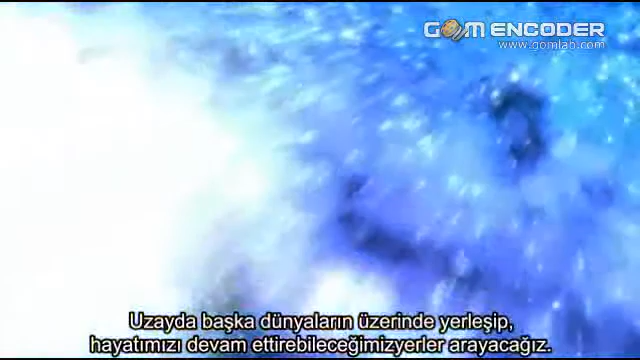 GOM ENCODER
www.gomlab.com
Uzayda başka dünyaların üzerinde yerleşip,
hayatımızı devam ettirebileceğimizyerler arayacağız.